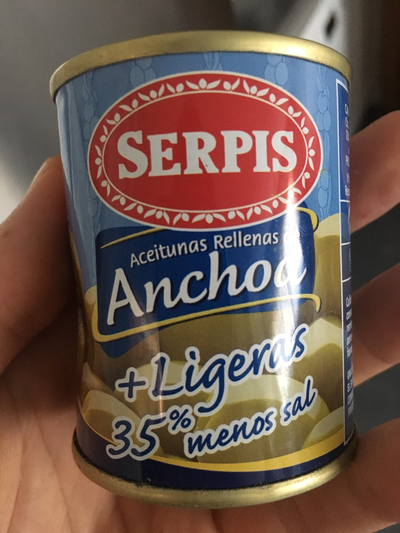 SERPIS
Aceitunas Rellenas
Anchoa
+Ligeras
35% menos sal